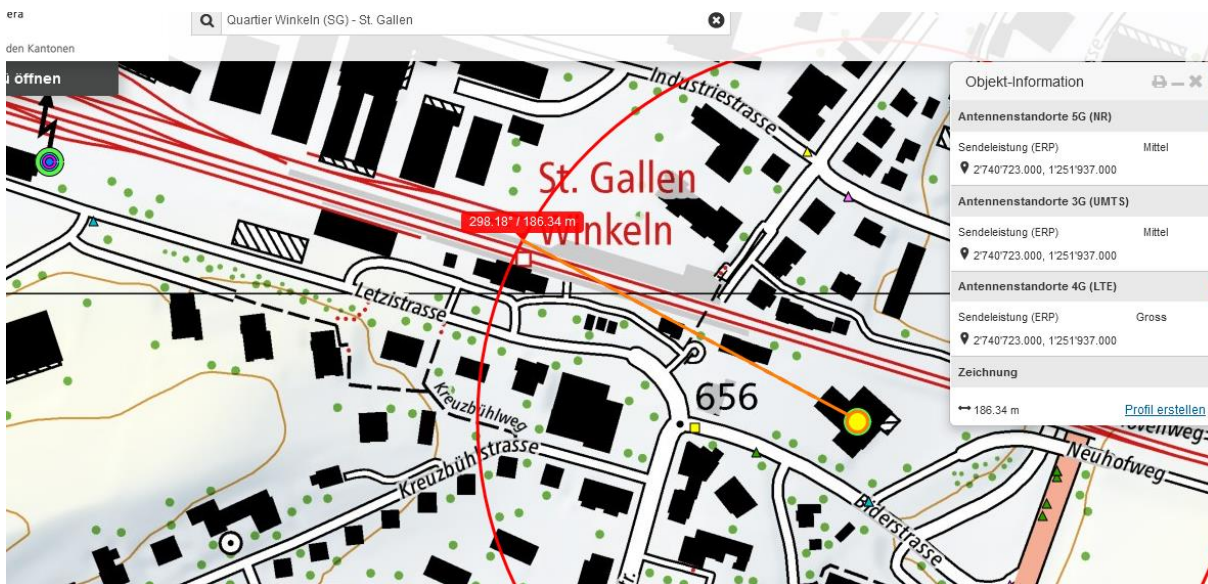 era
Quartier Winkeln (SG) - St. Gallen
den Kantonen
ü öffnen
Industriestrasse
St. Gallen
Winkeln
298.18° / 186.34 m
Letzistrasse
Kreuzbühlweg
Kreuzbühlstrasse
656
Biderstrasse
Neuhofweg
tr.
Objekt-Information
Antennenstandorte 5G (NR)
Sendeleistung (ERP) Mittel
2'740'723.000, 1'251'937.000
Antennenstandorte 3G (UMTS)
Sendeleistung (ERP) Mittel
2'740'723.000, 1'251'937.000
Antennenstandorte 4G (LTE)
Sendeleistung (ERP) Gross
2'740'723.000, 1'251'937.000
Zeichnung
186.34 m Profil erstellen